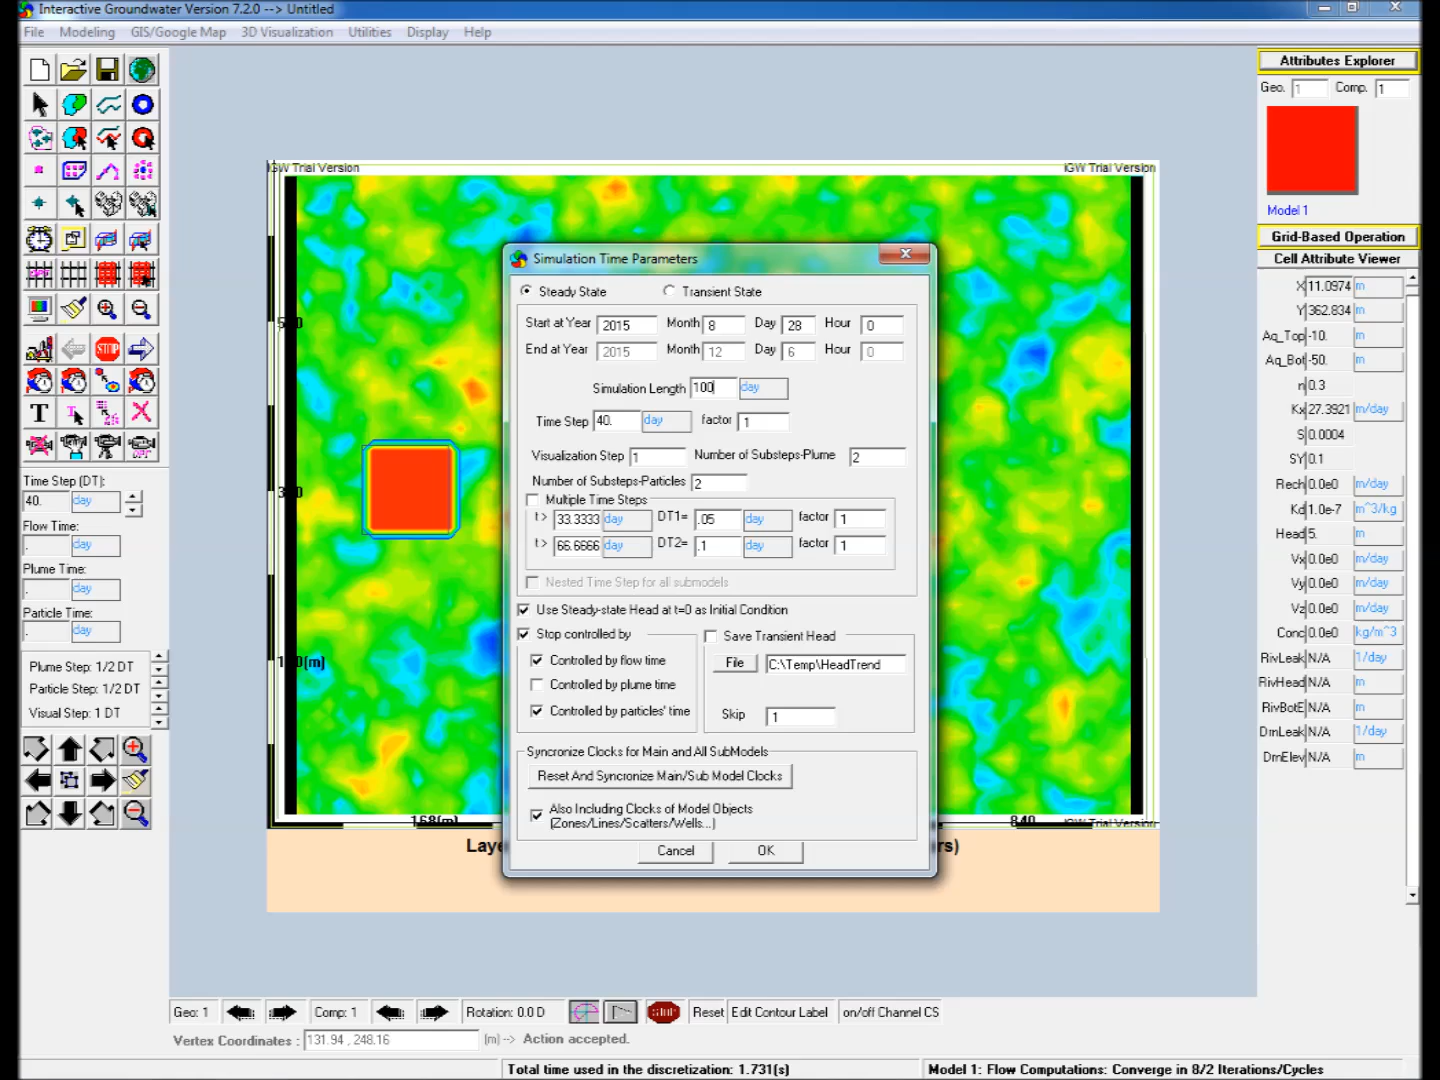 Interactive Groundwater Version 7.2.0 --> Untitled
File Modeling GIS/Google Map 3D Visualization Utilities Display Help
Attributes Explorer
Geo. 1 Comp. 1
Model 1
Grid-Based Operation
Cell Attribute Viewer
X 11.0974 m
Y 362.834 m
Aq_Top -10. m
Aq_Bot -50. m
n 0.3
Kx 27.3921 m/day
S 0.0004
SY 0.1
Rech 0.0e0 m/day
Kd 1.0e-7 m^3/kg
Head 5. m
Vx 0.0e0 m/day
Vy 0.0e0 m/day
Vz 0.0e0 m/day
Conc 0.0e0 kg/m^3
RivLeak N/A 1/day
RivHead N/A m
RivBotE N/A m
DrnLeak N/A 1/day
DrnElev N/A m
STOP
T
OPT
Time Step (DT):
40. day
Flow Time:
. day
Plume Time:
. day
Particle Time:
. day
Plume Step: 1/2 DT
Particle Step: 1/2 DT
Visual Step: 1 DT
IGW Trial Version IGW Trial Version
168(m) 840 IGW Trial Version
Simulation Time Parameters
Steady State Transient State
Start at Year 2015 Month 8 Day 28 Hour 0
End at Year 2015 Month 12 Day 6 Hour 0
Simulation Length 100 day
Time Step 40. day factor 1
Visualization Step 1 Number of Substeps-Plume 2
Number of Substeps-Particles 2
Multiple Time Steps
t > 33.3333 day DT1= .05 day factor 1
t > 66.6666 day DT2= .1 day factor 1
Nested Time Step for all submodels
Use Steady-state Head at t=0 as Initial Condition
Stop controlled by
Controlled by flow time
Controlled by plume time
Controlled by particles' time
Save Transient Head
File C:\Temp\HeadTrend
Skip 1
Syncronize Clocks for Main and All SubModels
Reset And Syncronize Main/Sub Model Clocks
Also Including Clocks of Model Objects
(Zones/Lines/Scatters/Wells...)
Cancel OK
Geo: 1 Comp: 1 Rotation: 0.0 D STOP Reset Edit Contour Label on/off Channel CS
Vertex Coordinates : 131.94 , 248.16 (m) --> Action accepted.
Total time used in the discretization: 1.731(s) Model 1: Flow Computations: Converge in 8/2 Iterations/Cycles